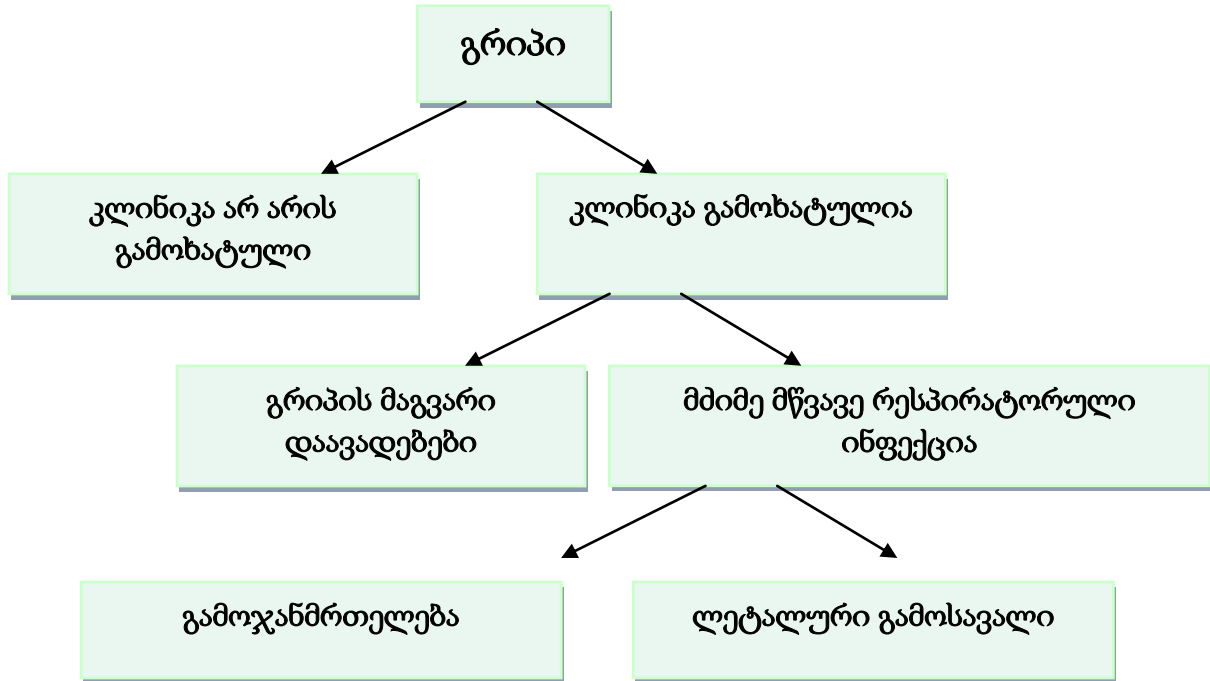 გრიპი
კლინიკა არ არის
გამოხატული
კლინიკა გამოხატულია
გრიპის მაგვარი
დაავადებები
მძიმე მწვავე რესპირატორული
ინფექცია
გამოჯანმრთელება
ლეტალური გამოსავალი